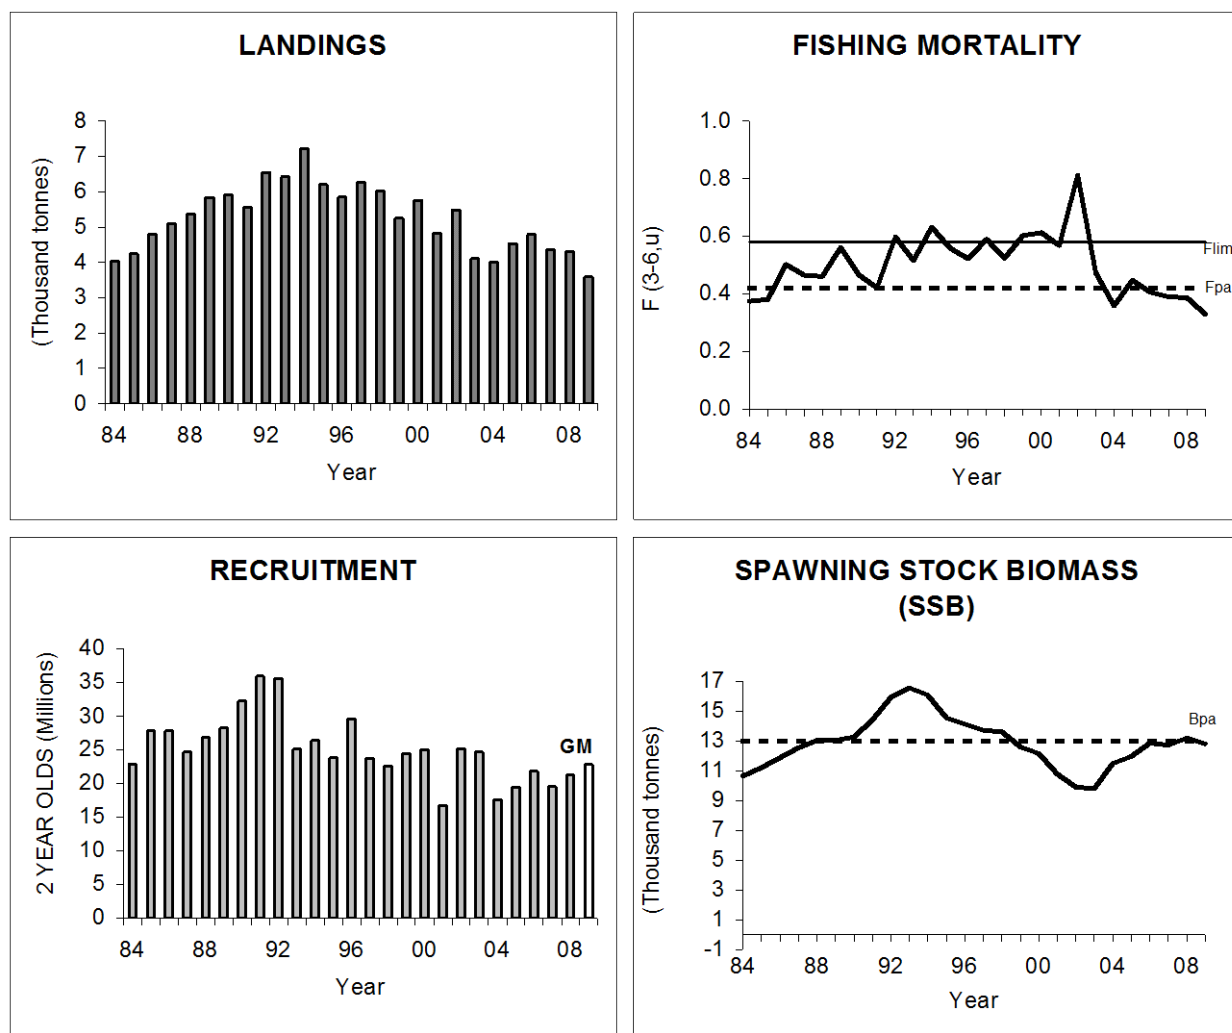 LANDINGS
(Thousand tonnes)
8
7
6
5
4
3
2
1
0
84 88 92 96 00 04 08
Year
FISHING MORTALITY
F (3-6,u)
1.0
0.8
0.6
0.4
0.2
0.0
Flim
Fpa
84 88 92 96 00 04 08
Year
RECRUITMENT
2 YEAR OLDS (Millions)
40
35
30
25
20
15
10
5
0
GM
84 88 92 96 00 04 08
Year
SPAWNING STOCK BIOMASS
(SSB)
(Thousand tonnes)
17
15
13
11
9
7
5
3
1
-1
Bpa
84 88 92 96 00 04 08
Year